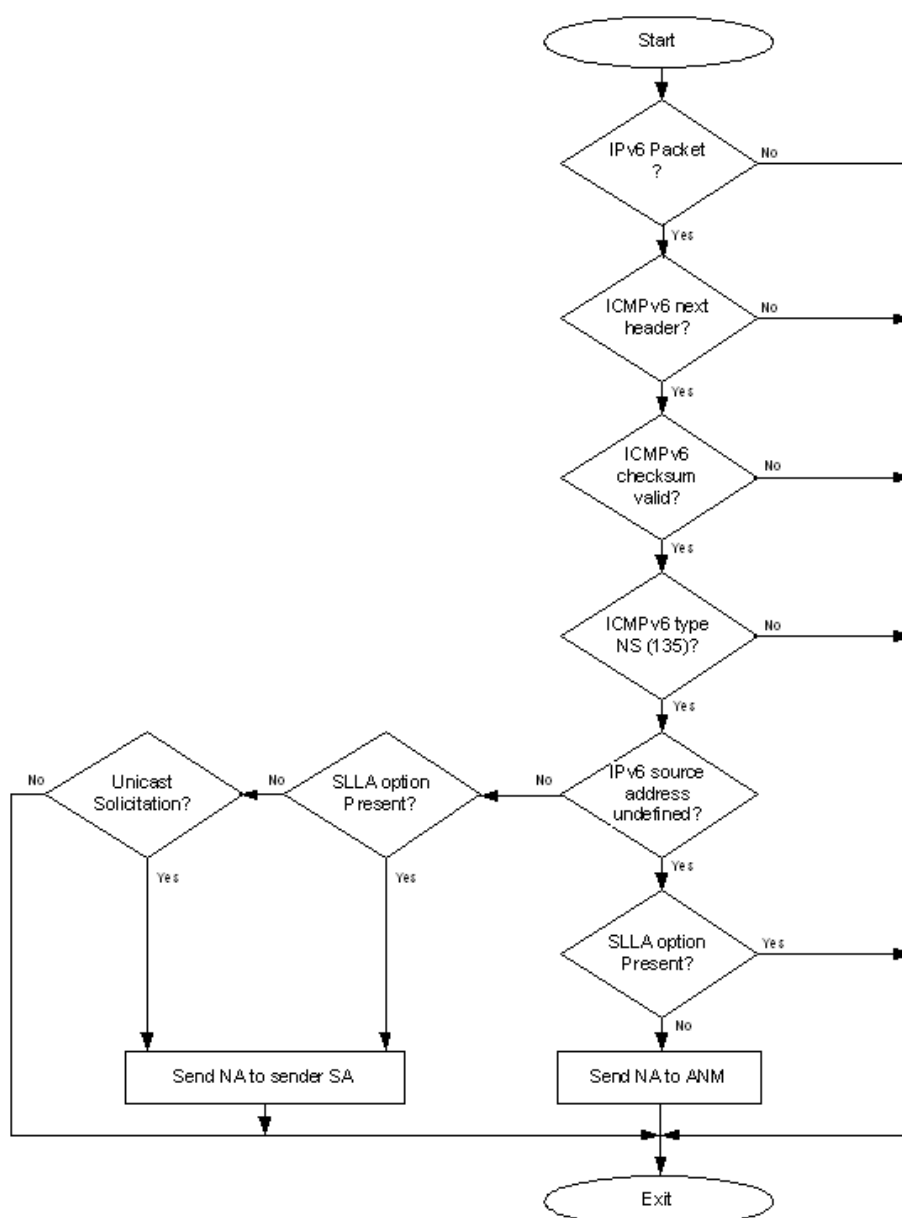 Start
IPv6 Packet
?
No
Yes
ICMPv6 next
header?
No
Yes
ICMPv6
checksum
valid?
No
Yes
ICMPv6 type
NS (135)?
No
Yes
No
Unicast
Solicitation?
No
SLLA option
Present?
No
IPv6 source
address
undefined?
Yes
Yes
Yes
SLLA option
Present?
Yes
No
Send NA to sender SA
Send NA to ANM
Exit